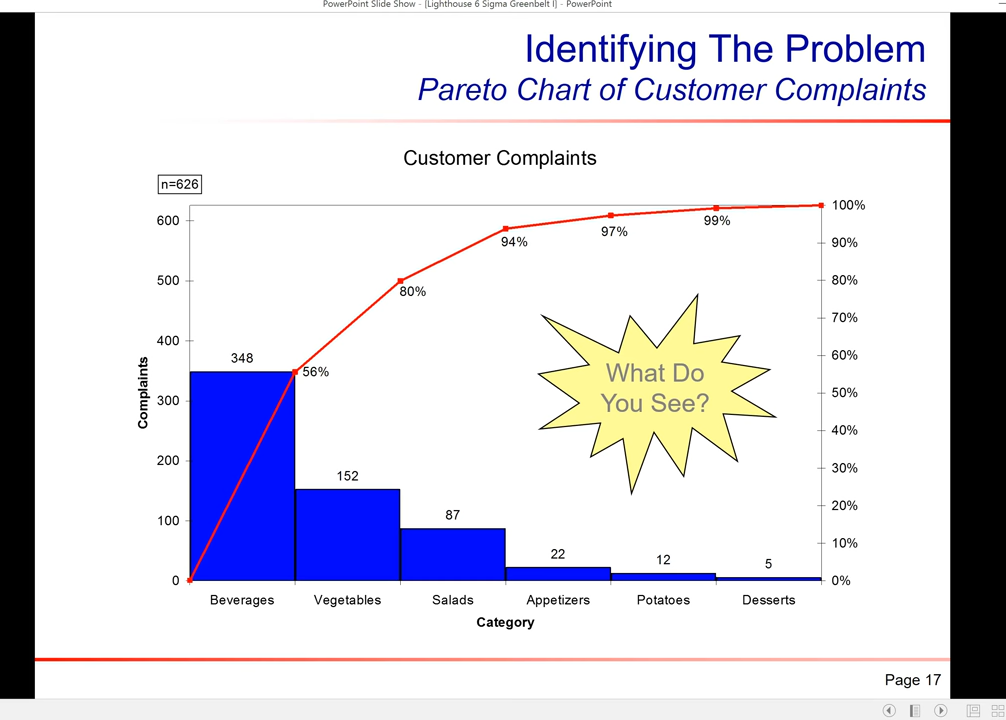 PowerPoint Slide Show - [Lighthouse 6 Sigma Greenbelt I] - PowerPoint
Identifying The Problem
Pareto Chart of Customer Complaints
Customer Complaints
n=626
600
500
400
300
200
100
0
Complaints
348
152
87
22
12
5
56%
80%
94%
97%
99%
100%
90%
80%
70%
60%
50%
40%
30%
20%
10%
0%
What Do
You See?
Beverages Vegetables Salads Appetizers Potatoes Desserts
Category
Page 17